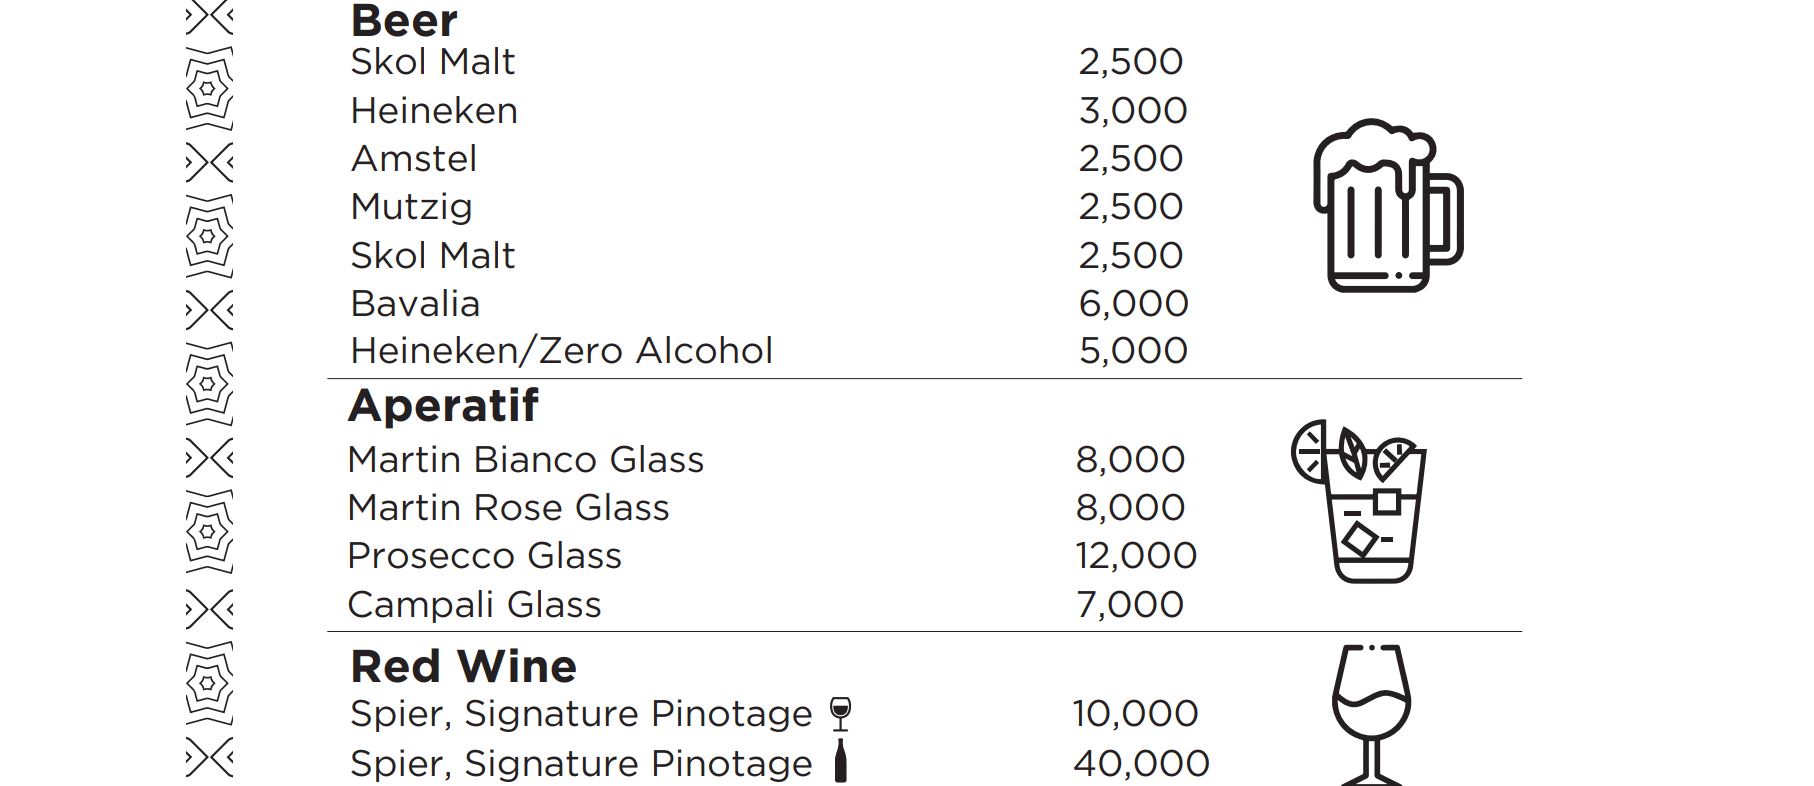 Beer
Skol Malt 2,500
Heineken 3,000
Amstel 2,500
Mutzig 2,500
Skol Malt 2,500
Bavalia 6,000
Heineken/Zero Alcohol 5,000
Aperatif
Martin Bianco Glass 8,000
Martin Rose Glass 8,000
Prosecco Glass 12,000
Campali Glass 7,000
Red Wine
Spier, Signature Pinotage 10,000
Spier, Signature Pinotage 40,000